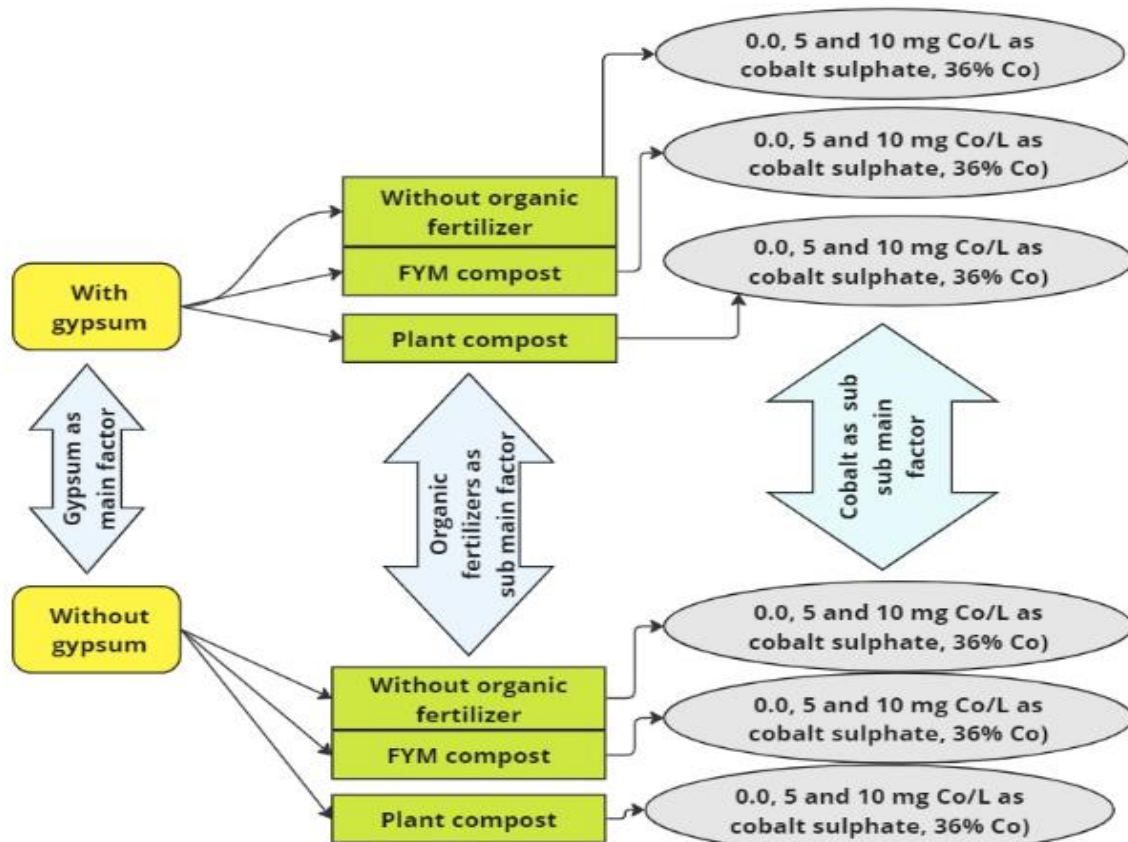 0.0, 5 and 10 mg Co/L as
cobalt sulphate, 36% Co)
0.0, 5 and 10 mg Co/L as
cobalt sulphate, 36% Co)
Without organic
fertilizer
FYM compost
0.0, 5 and 10 mg Co/L as
cobalt sulphate, 36% Co)
With
gypsum
Plant compost
Gypsum as
main factor
Organic
fertilizers as
sub main factor
Cobalt as sub
sub main
factor
Without
gypsum
0.0, 5 and 10 mg Co/L as
cobalt sulphate, 36% Co)
Without organic
fertilizer
FYM compost
0.0, 5 and 10 mg Co/L as
cobalt sulphate, 36% Co)
Plant compost
0.0, 5 and 10 mg Co/L as
cobalt sulphate, 36% Co)